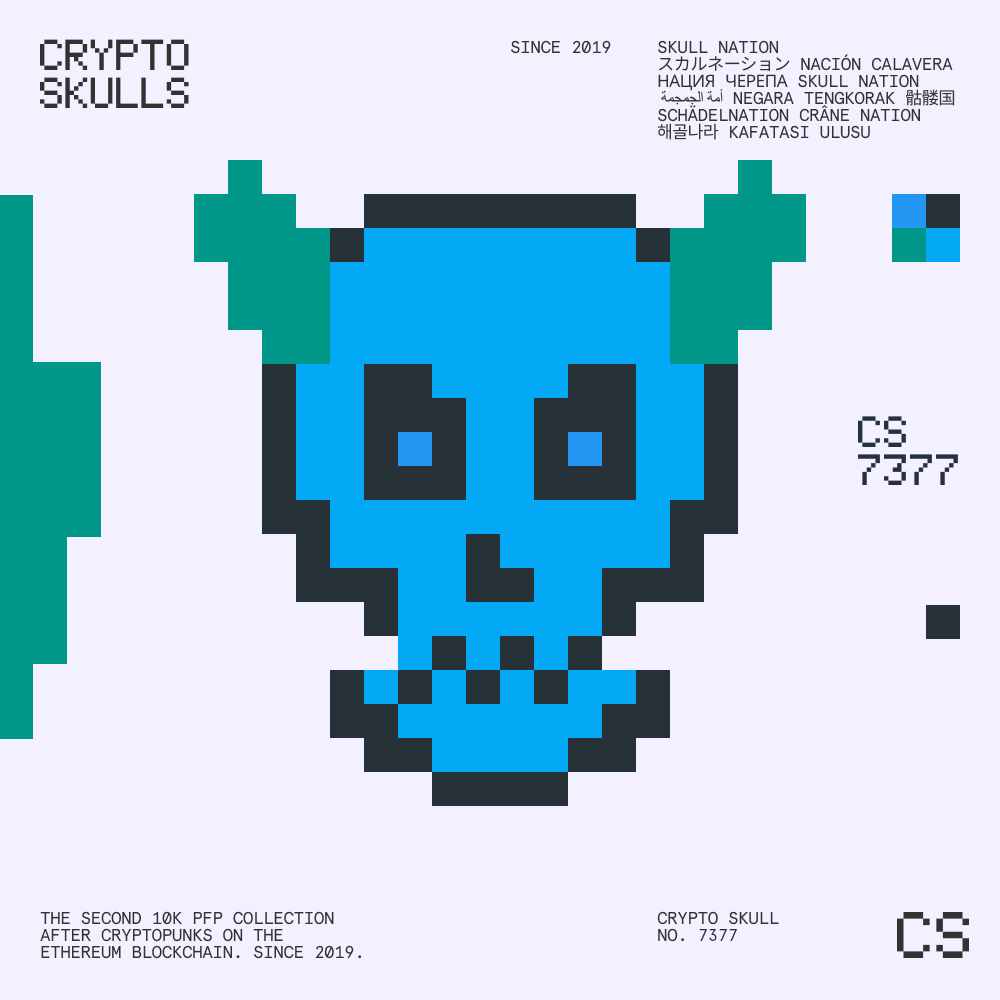 CRYPTO
SKULLS
SINCE 2019
SKULL NATION
スカルネーション NACIÓN CALAVERA
НАЦИЯ ЧЕРЕПА SKULL NATION
أمة الجمجمة NEGARA TENGKORAK 骷髅国
SCHÄDELNATION CRÂNE NATION
해골나라 KAFATASI ULUSU
CS
7377
THE SECOND 10K PFP COLLECTION
AFTER CRYPTOPUNKS ON THE
ETHEREUM BLOCKCHAIN. SINCE 2019.
CRYPTO SKULL
NO. 7377
CS